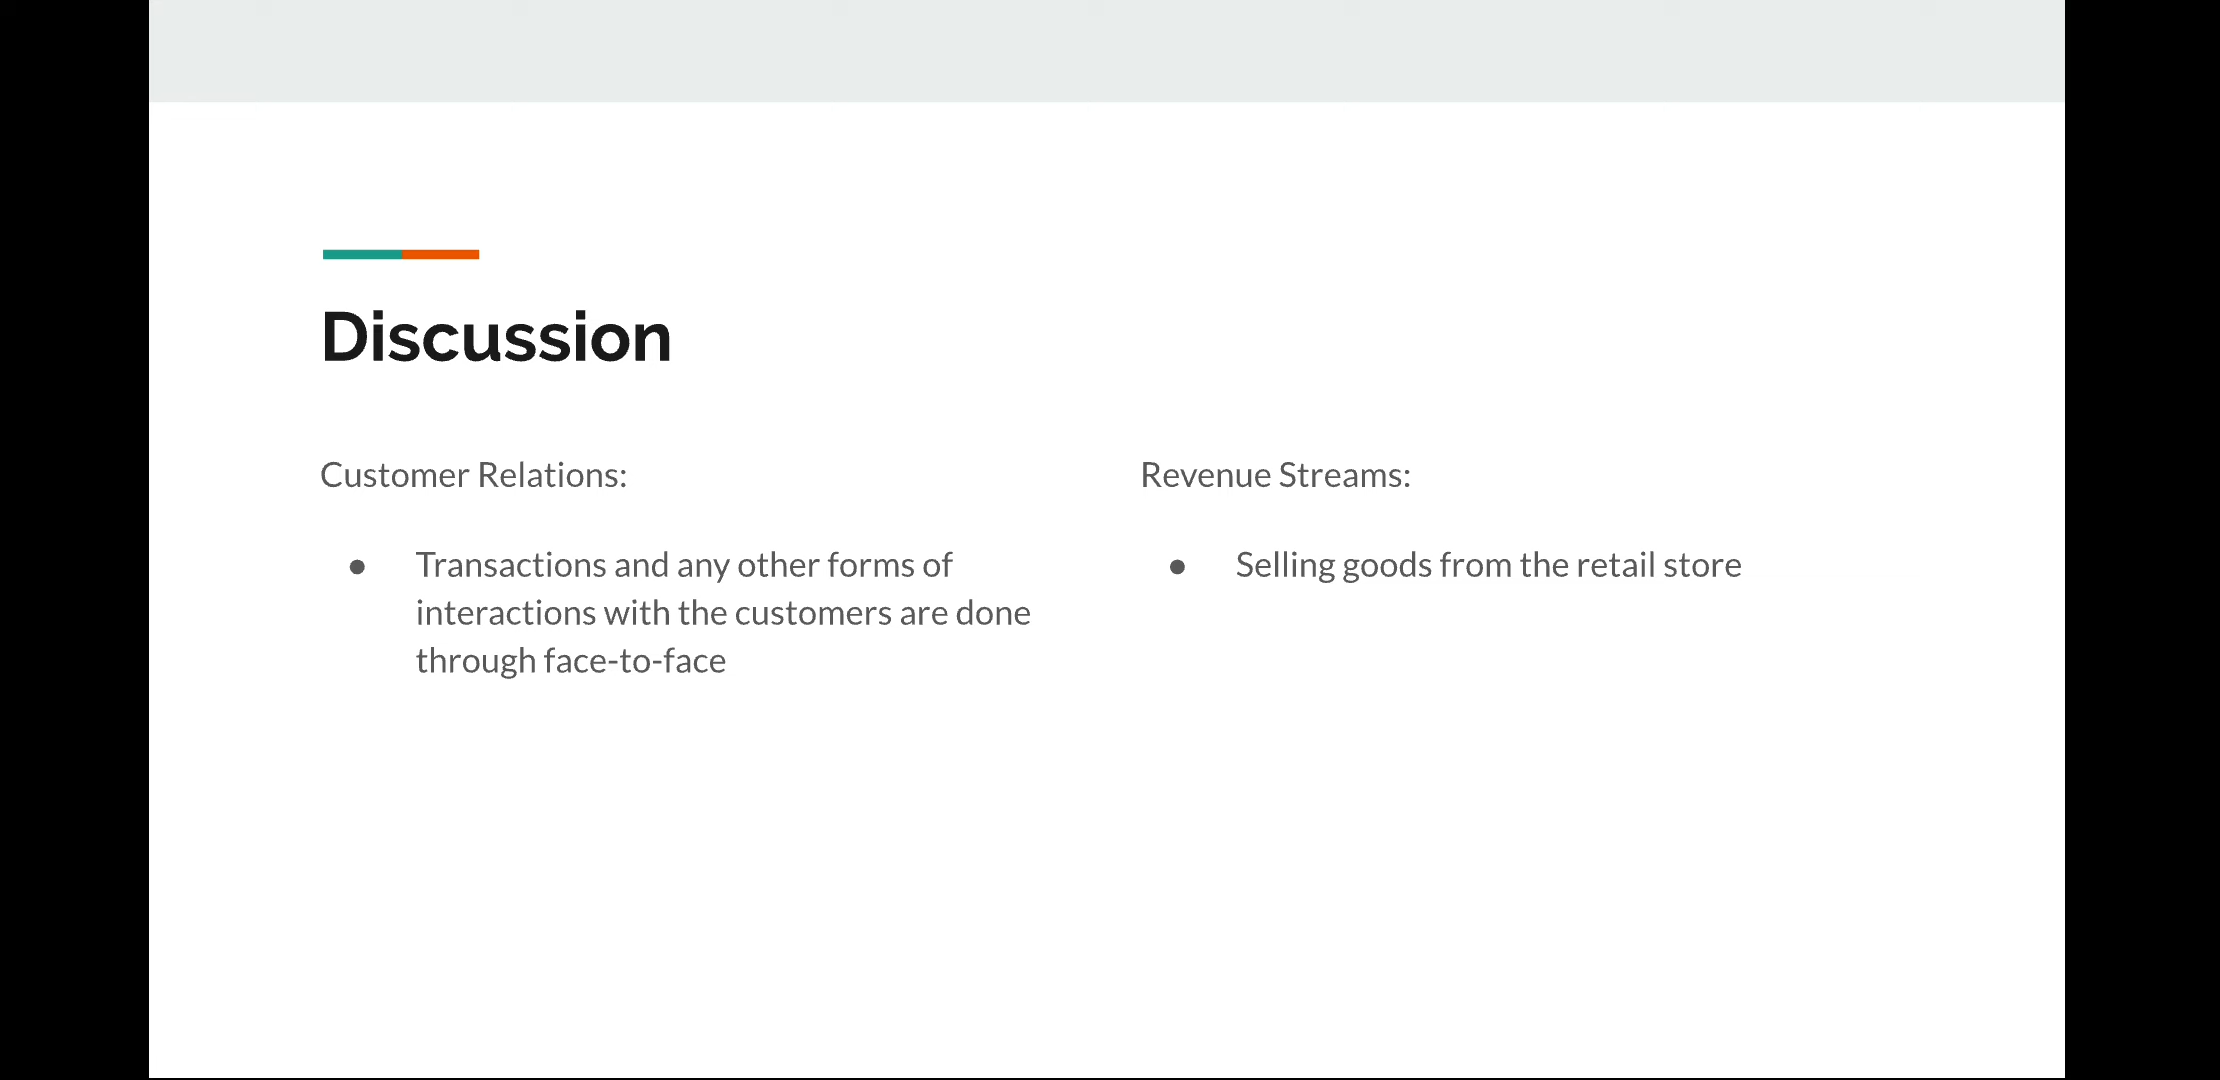 Discussion
Customer Relations:
● Transactions and any other forms of
interactions with the customers are done
through face-to-face
Revenue Streams:
● Selling goods from the retail store